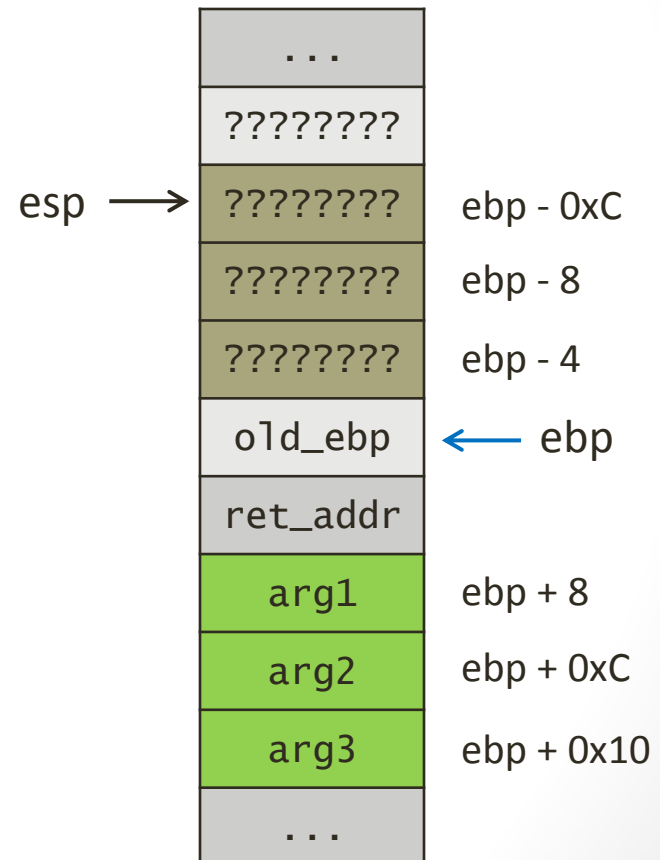 ...
????????
esp ???????? ebp - 0xC
???????? ebp - 8
???????? ebp - 4
old_ebp ebp
ret_addr
arg1 ebp + 8
arg2 ebp + 0xC
arg3 ebp + 0x10
...